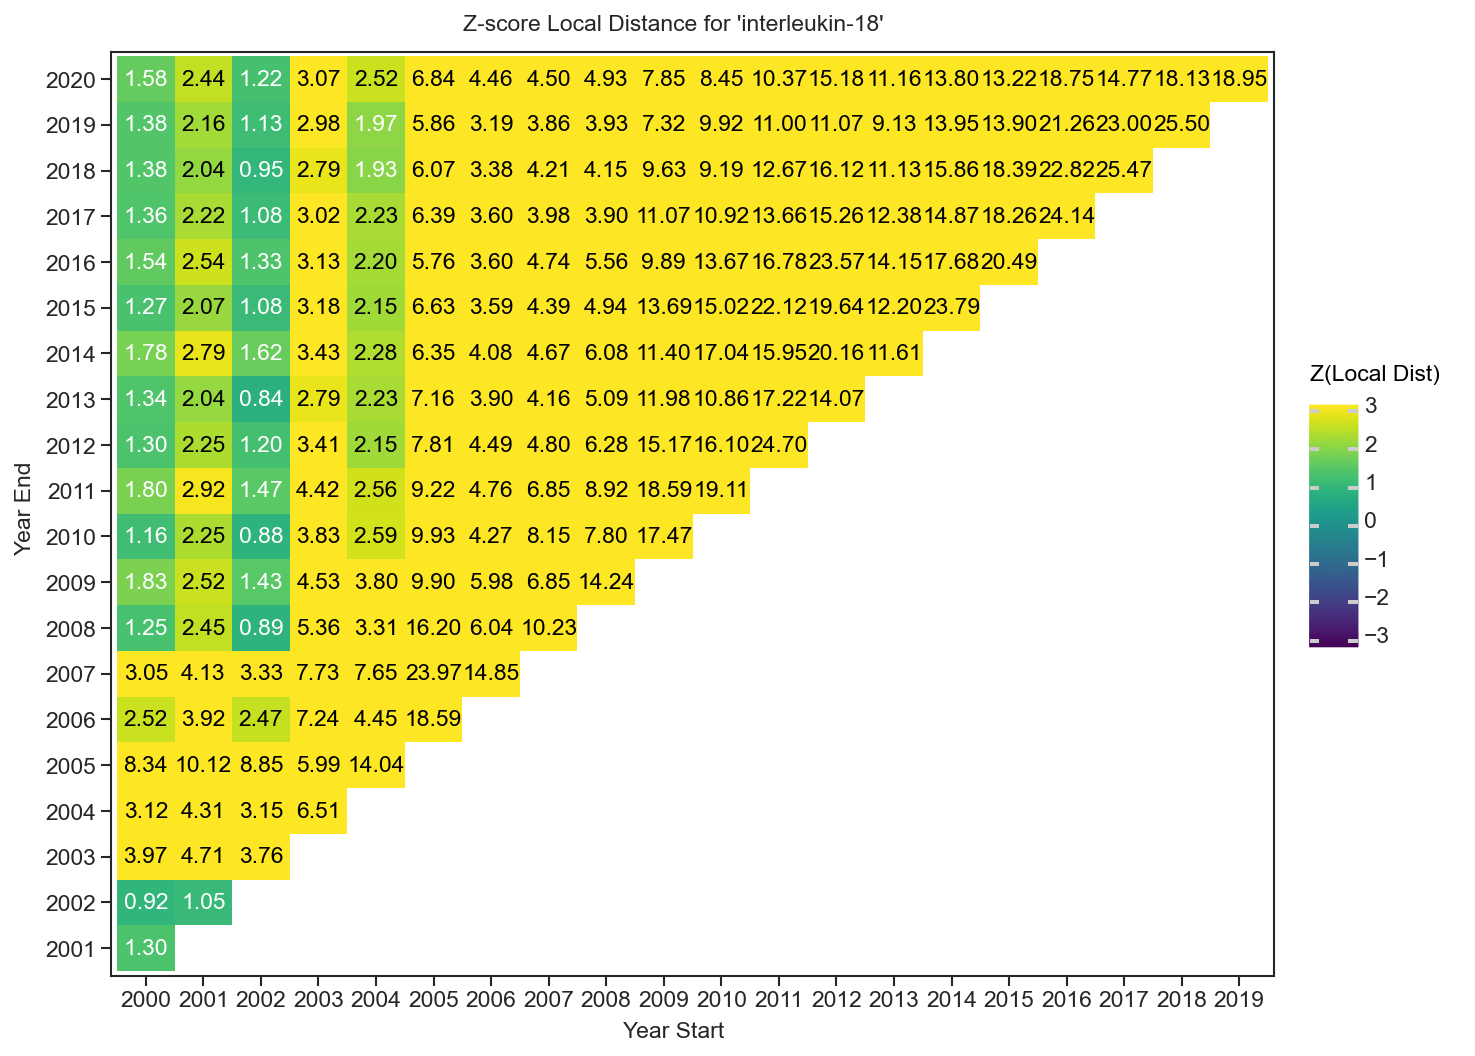 Z-score Local Distance for 'interleukin-18'
2020 1.58 2.44 1.22 3.07 2.52 6.84 4.46 4.50 4.93 7.85 8.45 10.37 15.18 11.16 13.80 13.22 18.75 14.77 18.13 18.95
2019 1.38 2.16 1.13 2.98 1.97 5.86 3.19 3.86 3.93 7.32 9.92 11.00 11.07 9.13 13.95 13.90 21.26 23.00 25.50
2018 1.38 2.04 0.95 2.79 1.93 6.07 3.38 4.21 4.15 9.63 9.19 12.67 16.12 11.13 15.86 18.39 22.82 25.47
2017 1.36 2.22 1.08 3.02 2.23 6.39 3.60 3.98 3.90 11.07 10.92 13.66 15.26 12.38 14.87 18.26 24.14
2016 1.54 2.54 1.33 3.13 2.20 5.76 3.60 4.74 5.56 9.89 13.67 16.78 23.57 14.15 17.68 20.49
2015 1.27 2.07 1.08 3.18 2.15 6.63 3.59 4.39 4.94 13.69 15.02 22.12 19.64 12.20 23.79
2014 1.78 2.79 1.62 3.43 2.28 6.35 4.08 4.67 6.08 11.40 17.04 15.95 20.16 11.61
2013 1.34 2.04 0.84 2.79 2.23 7.16 3.90 4.16 5.09 11.98 10.86 17.22 14.07
2012 1.30 2.25 1.20 3.41 2.15 7.81 4.49 4.80 6.28 15.17 16.10 24.70
2011 1.80 2.92 1.47 4.42 2.56 9.22 4.76 6.85 8.92 18.59 19.11
2010 1.16 2.25 0.88 3.83 2.59 9.93 4.27 8.15 7.80 17.47
2009 1.83 2.52 1.43 4.53 3.80 9.90 5.98 6.85 14.24
2008 1.25 2.45 0.89 5.36 3.31 16.20 6.04 10.23
2007 3.05 4.13 3.33 7.73 7.65 23.97 14.85
2006 2.52 3.92 2.47 7.24 4.45 18.59
2005 8.34 10.12 8.85 5.99 14.04
2004 3.12 4.31 3.15 6.51
2003 3.97 4.71 3.76
2002 0.92 1.05
2001 1.30
2000 2001 2002 2003 2004 2005 2006 2007 2008 2009 2010 2011 2012 2013 2014 2015 2016 2017 2018 2019
Year Start
Year End
Z(Local Dist)
3
2
1
0
−1
−2
−3